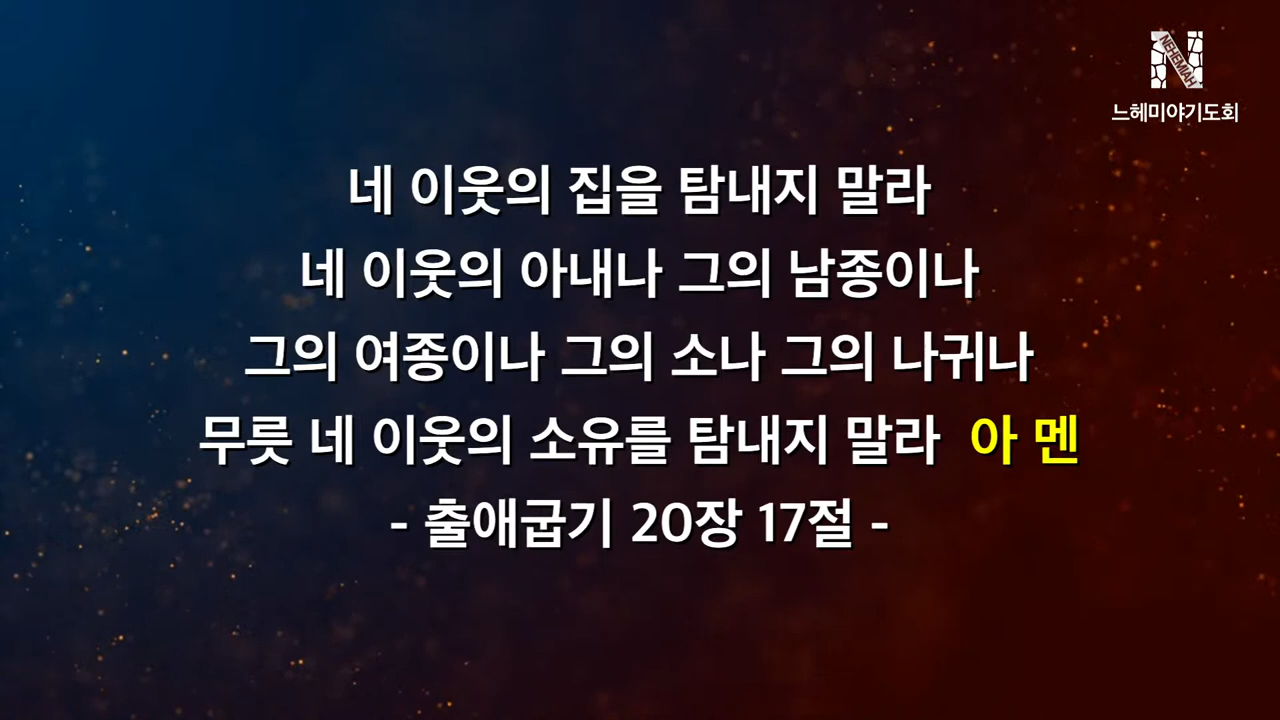 NEHEMIAH
느헤미야기도회
네 이웃의 집을 탐내지 말라
네 이웃의 아내나 그의 남종이나
그의 여종이나 그의 소나 그의 나귀나
무릇 네 이웃의 소유를 탐내지 말라 아 멘
- 출애굽기 20장 17절 -